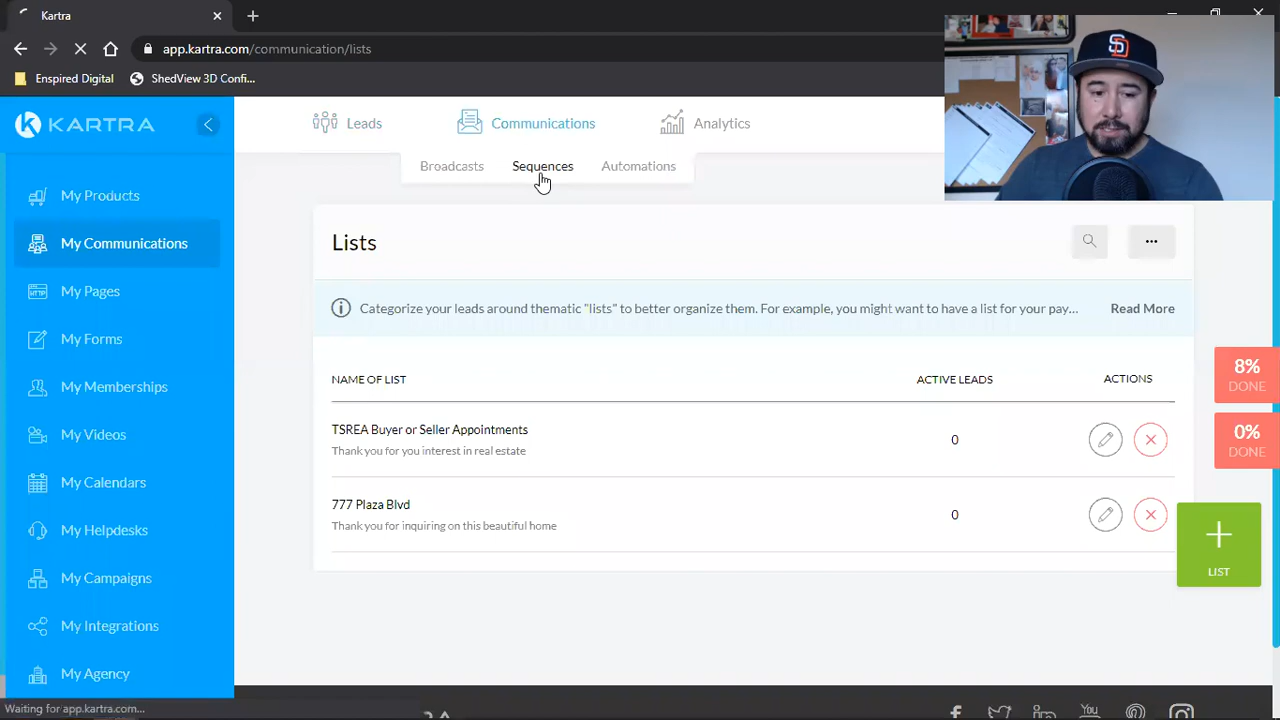 Kartra
app.kartra.com/communication/lists
Enspired Digital
ShedView 3D Confi...
KARTRA
Leads
Communications
Analytics
Broadcasts
Sequences
Automations
SD
My Products
My Communications
My Pages
My Forms
My Memberships
My Videos
My Calendars
My Helpdesks
My Campaigns
My Integrations
My Agency
Lists
Categorize your leads around thematic "lists" to better organize them. For example, you might want to have a list for your pay...
Read More
NAME OF LIST
ACTIVE LEADS
ACTIONS
TSREA Buyer or Seller Appointments
0
Thank you for you interest in real estate
777 Plaza Blvd
0
Thank you for inquiring on this beautiful home
8%
DONE
0%
DONE
LIST
Waiting for app.kartra.com...
You